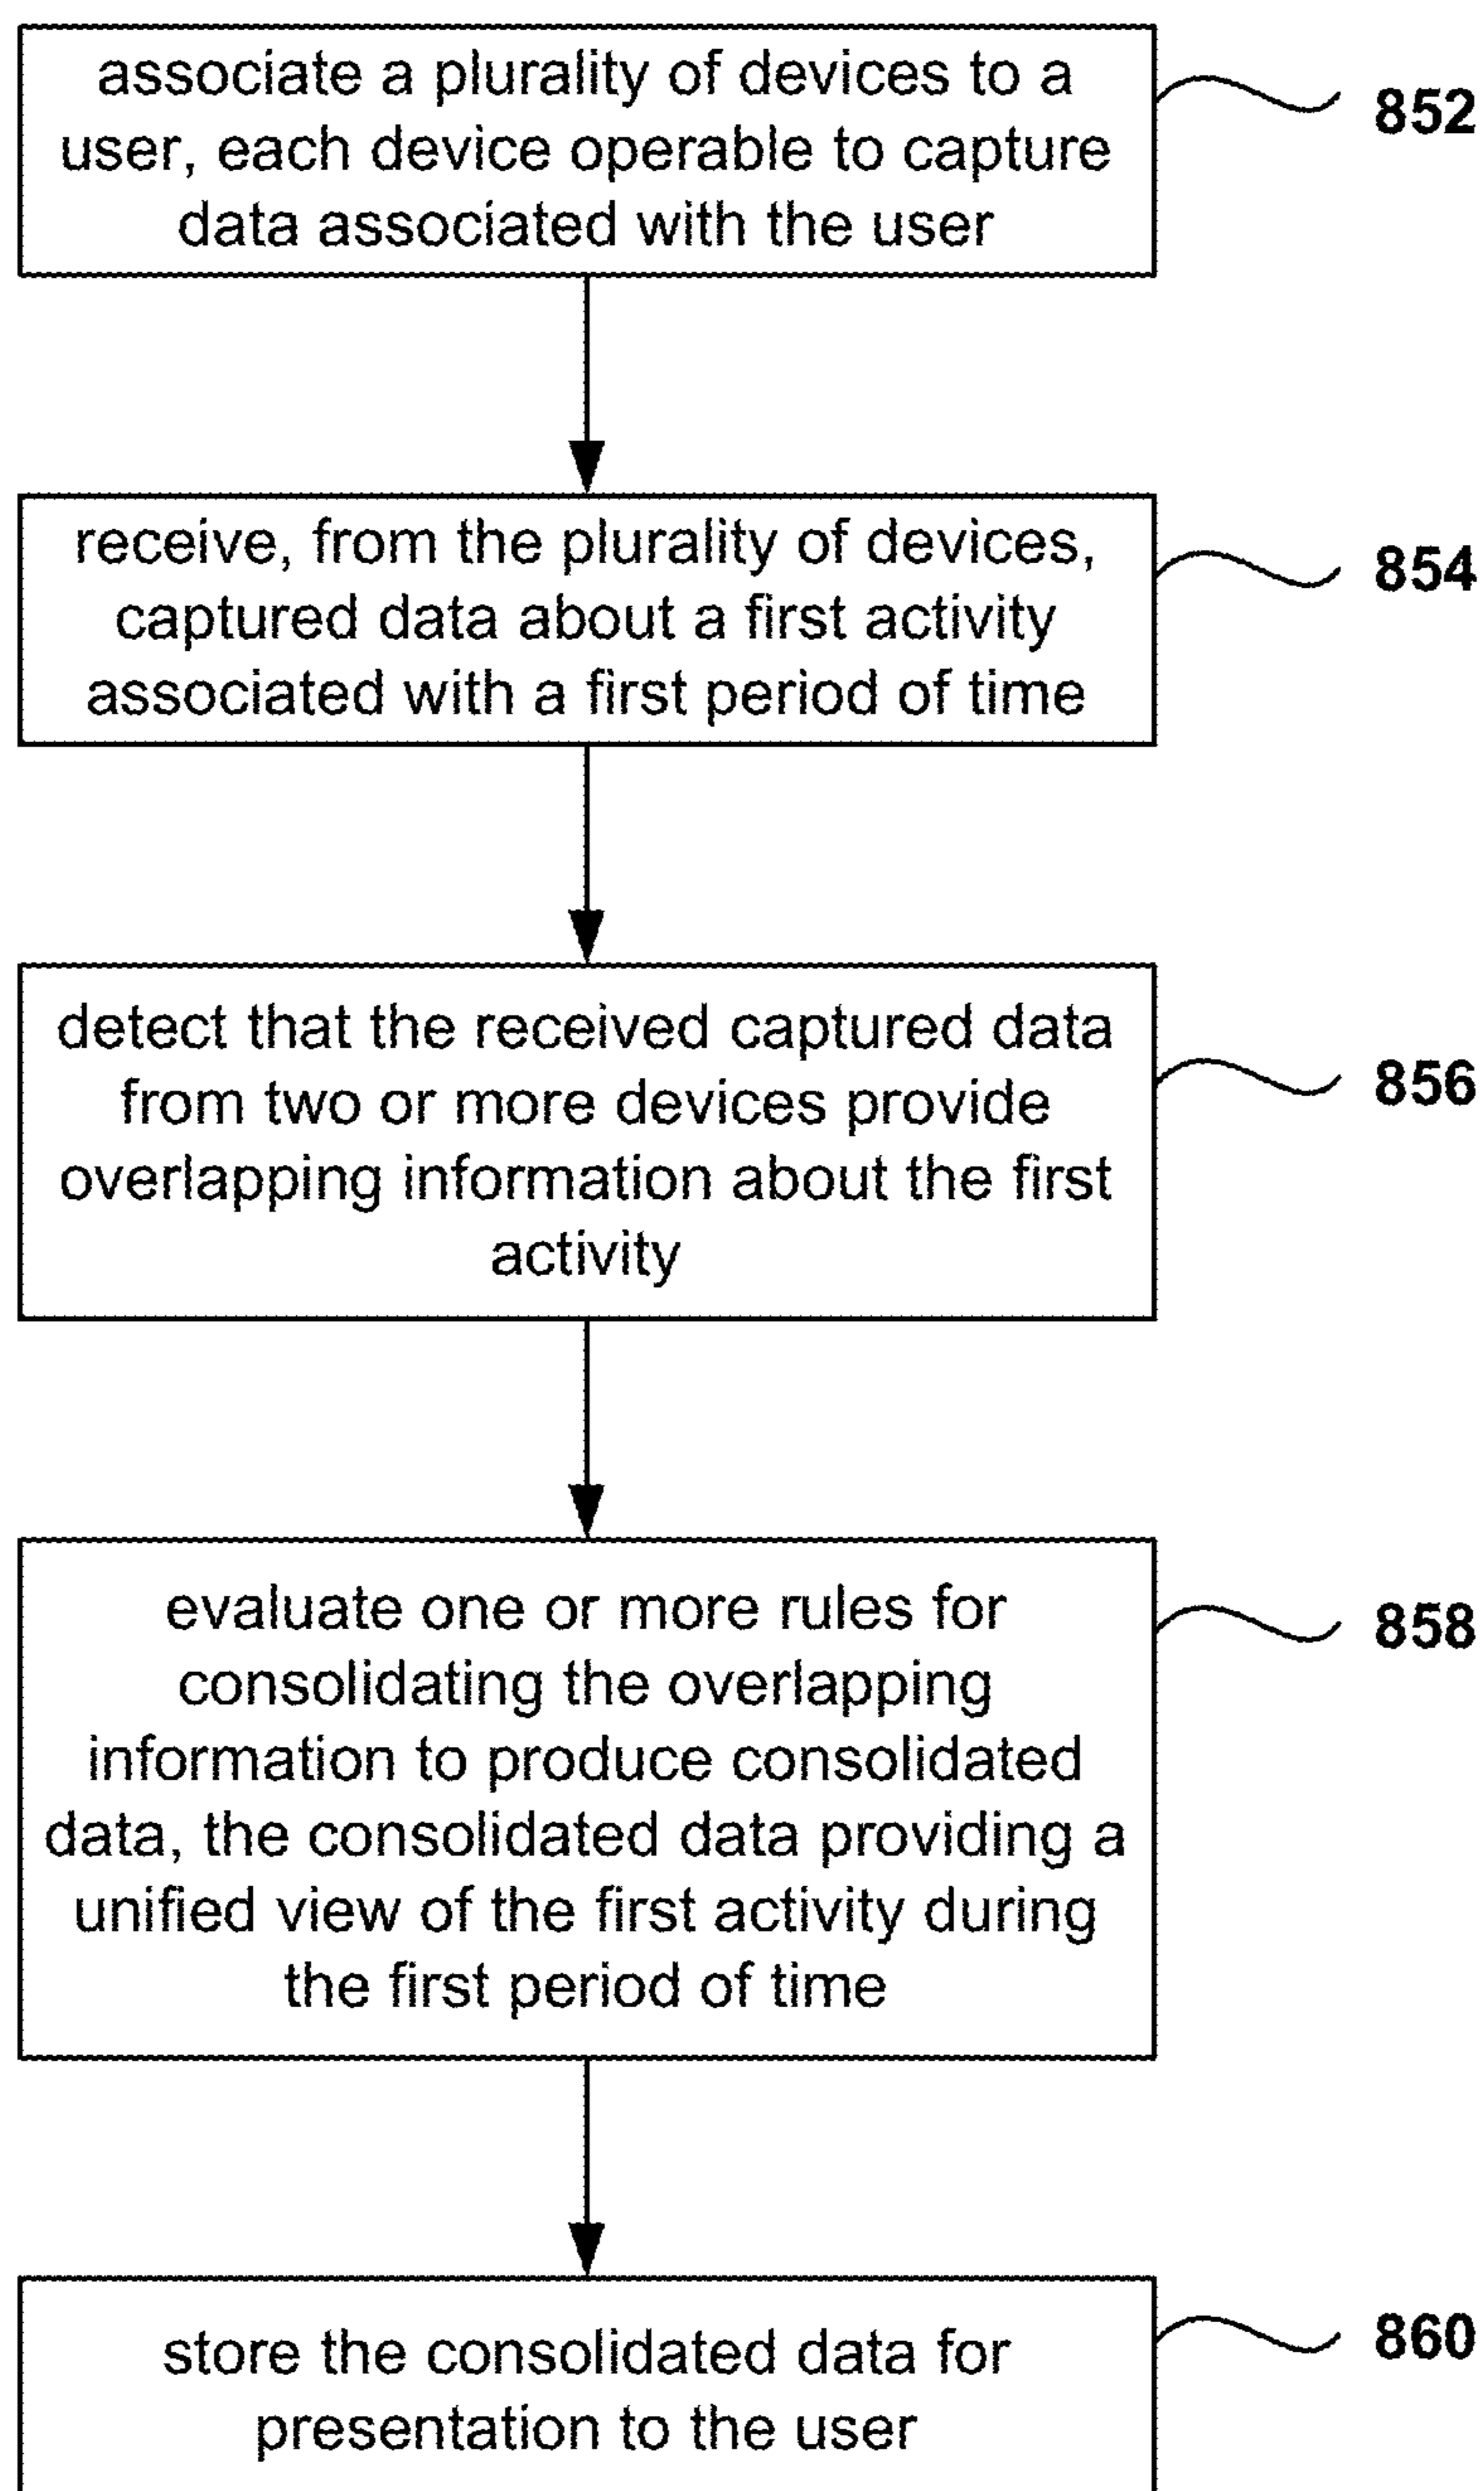 associate a plurality of devices to a
user, each device operable to capture
data associated with the user
852
receive, from the plurality of devices,
captured data about a first activity
associated with a first period of time
854
detect that the received captured data
from two or more devices provide
overlapping information about the first
activity
856
evaluate one or more rules for
consolidating the overlapping
information to produce consolidated
data, the consolidated data providing a
unified view of the first activity during
the first period of time
858
store the consolidated data for
presentation to the user
860